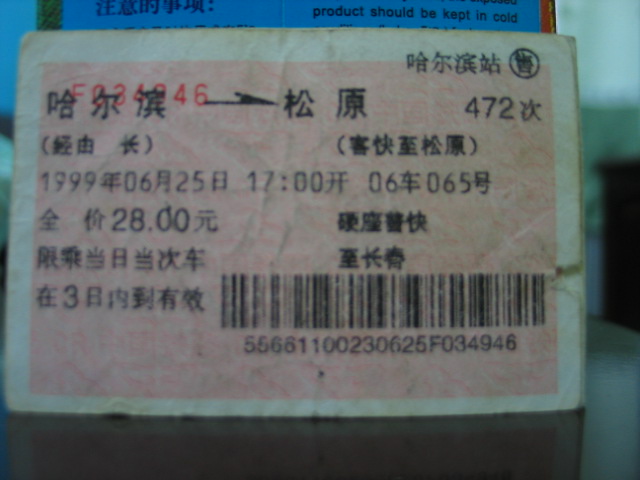 注意的事项:
product should be kept in cold
哈尔滨站 售
F034946
哈尔滨 松原 472次
(经由 长) (客快至松原)
1999年06月25日 17:00开 06车065号
全 价28.00元 硬座普快
限乘当日当次车 至长春
在3日内到有效
55661100230625F034946